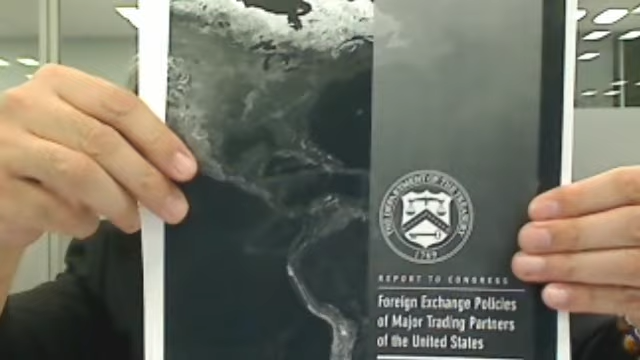 THE DEPARTMENT OF THE TREASURY
1789
REPORT TO CONGRESS
Foreign Exchange Policies
of Major Trading Partners
of the United States